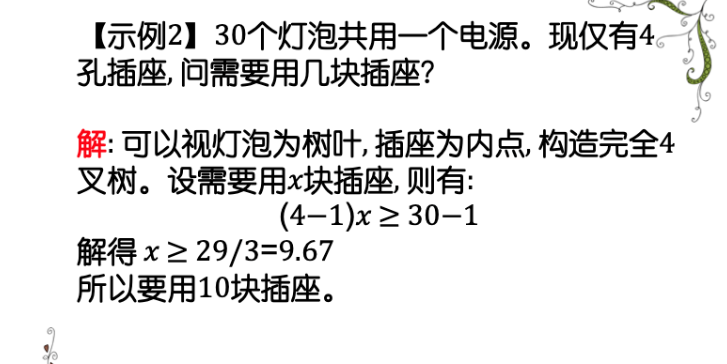 【示例2】30个灯泡共用一个电源。现仅有4
孔插座,问需要用几块插座?
解: 可以视灯泡为树叶,插座为内点,构造完全4
叉树。设需要用x块插座,则有:
(4−1)x ≥ 30−1
解得 x ≥ 29/3=9.67
所以要用10块插座。